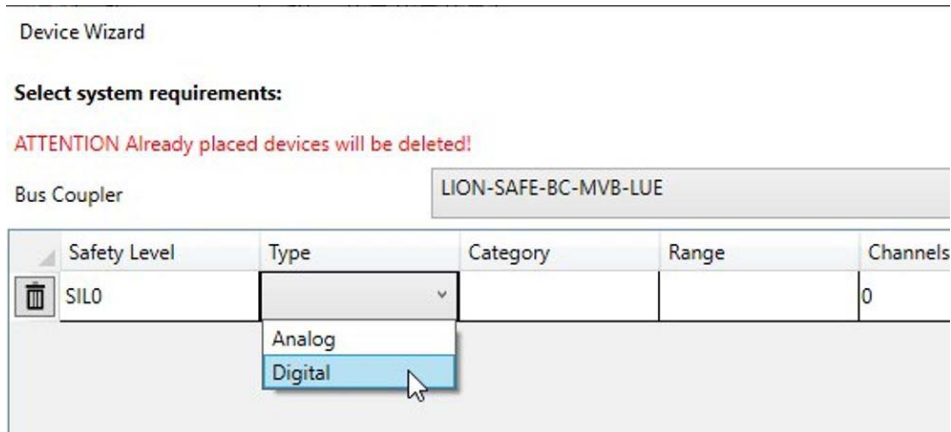 Device Wizard
Select system requirements:
ATTENTION Already placed devices will be deleted!
Bus Coupler LION-SAFE-BC-MVB-LUE
Safety Level Type Category Range Channels
SIL0 0
Analog
Digital